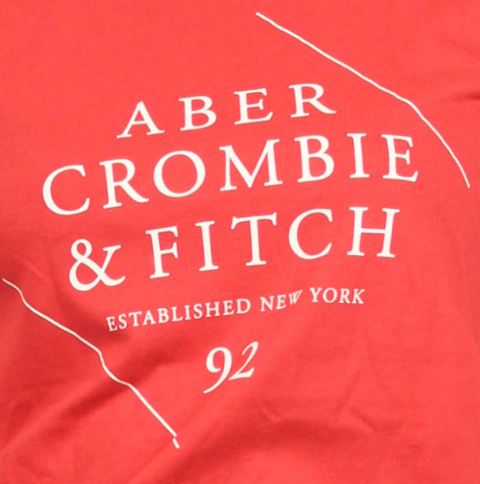 ABER
CROMBIE
& FITCH
ESTABLISHED NEW YORK
92